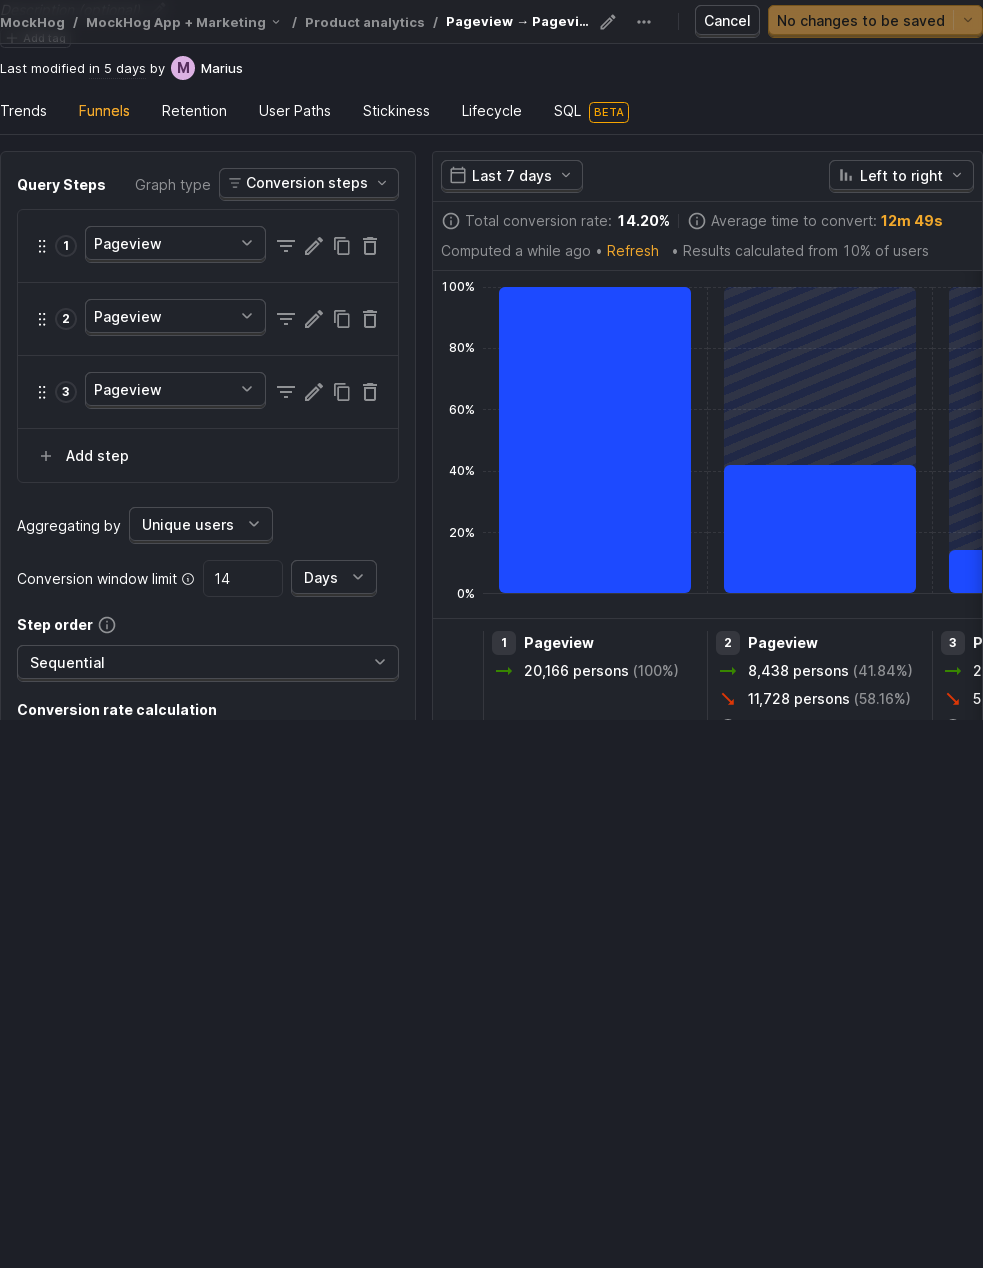 MockHog / MockHog App + Marketing / Product analytics / Pageview → Pagevi... Cancel No changes to be saved
Add tag
Last modified in 5 days by M Marius
Trends Funnels Retention User Paths Stickiness Lifecycle SQL BETA
Query Steps Graph type Conversion steps
1 Pageview
2 Pageview
3 Pageview
Add step
Aggregating by Unique users
Conversion window limit 14 Days
Step order
Sequential
Conversion rate calculation
Last 7 days Left to right
Total conversion rate: 14.20% Average time to convert: 12m 49s
Computed a while ago • Refresh • Results calculated from 10% of users
100%
80%
60%
40%
20%
0%
1 Pageview
20,166 persons (100%)
2 Pageview
8,438 persons (41.84%)
11,728 persons (58.16%)
3 P
2
5